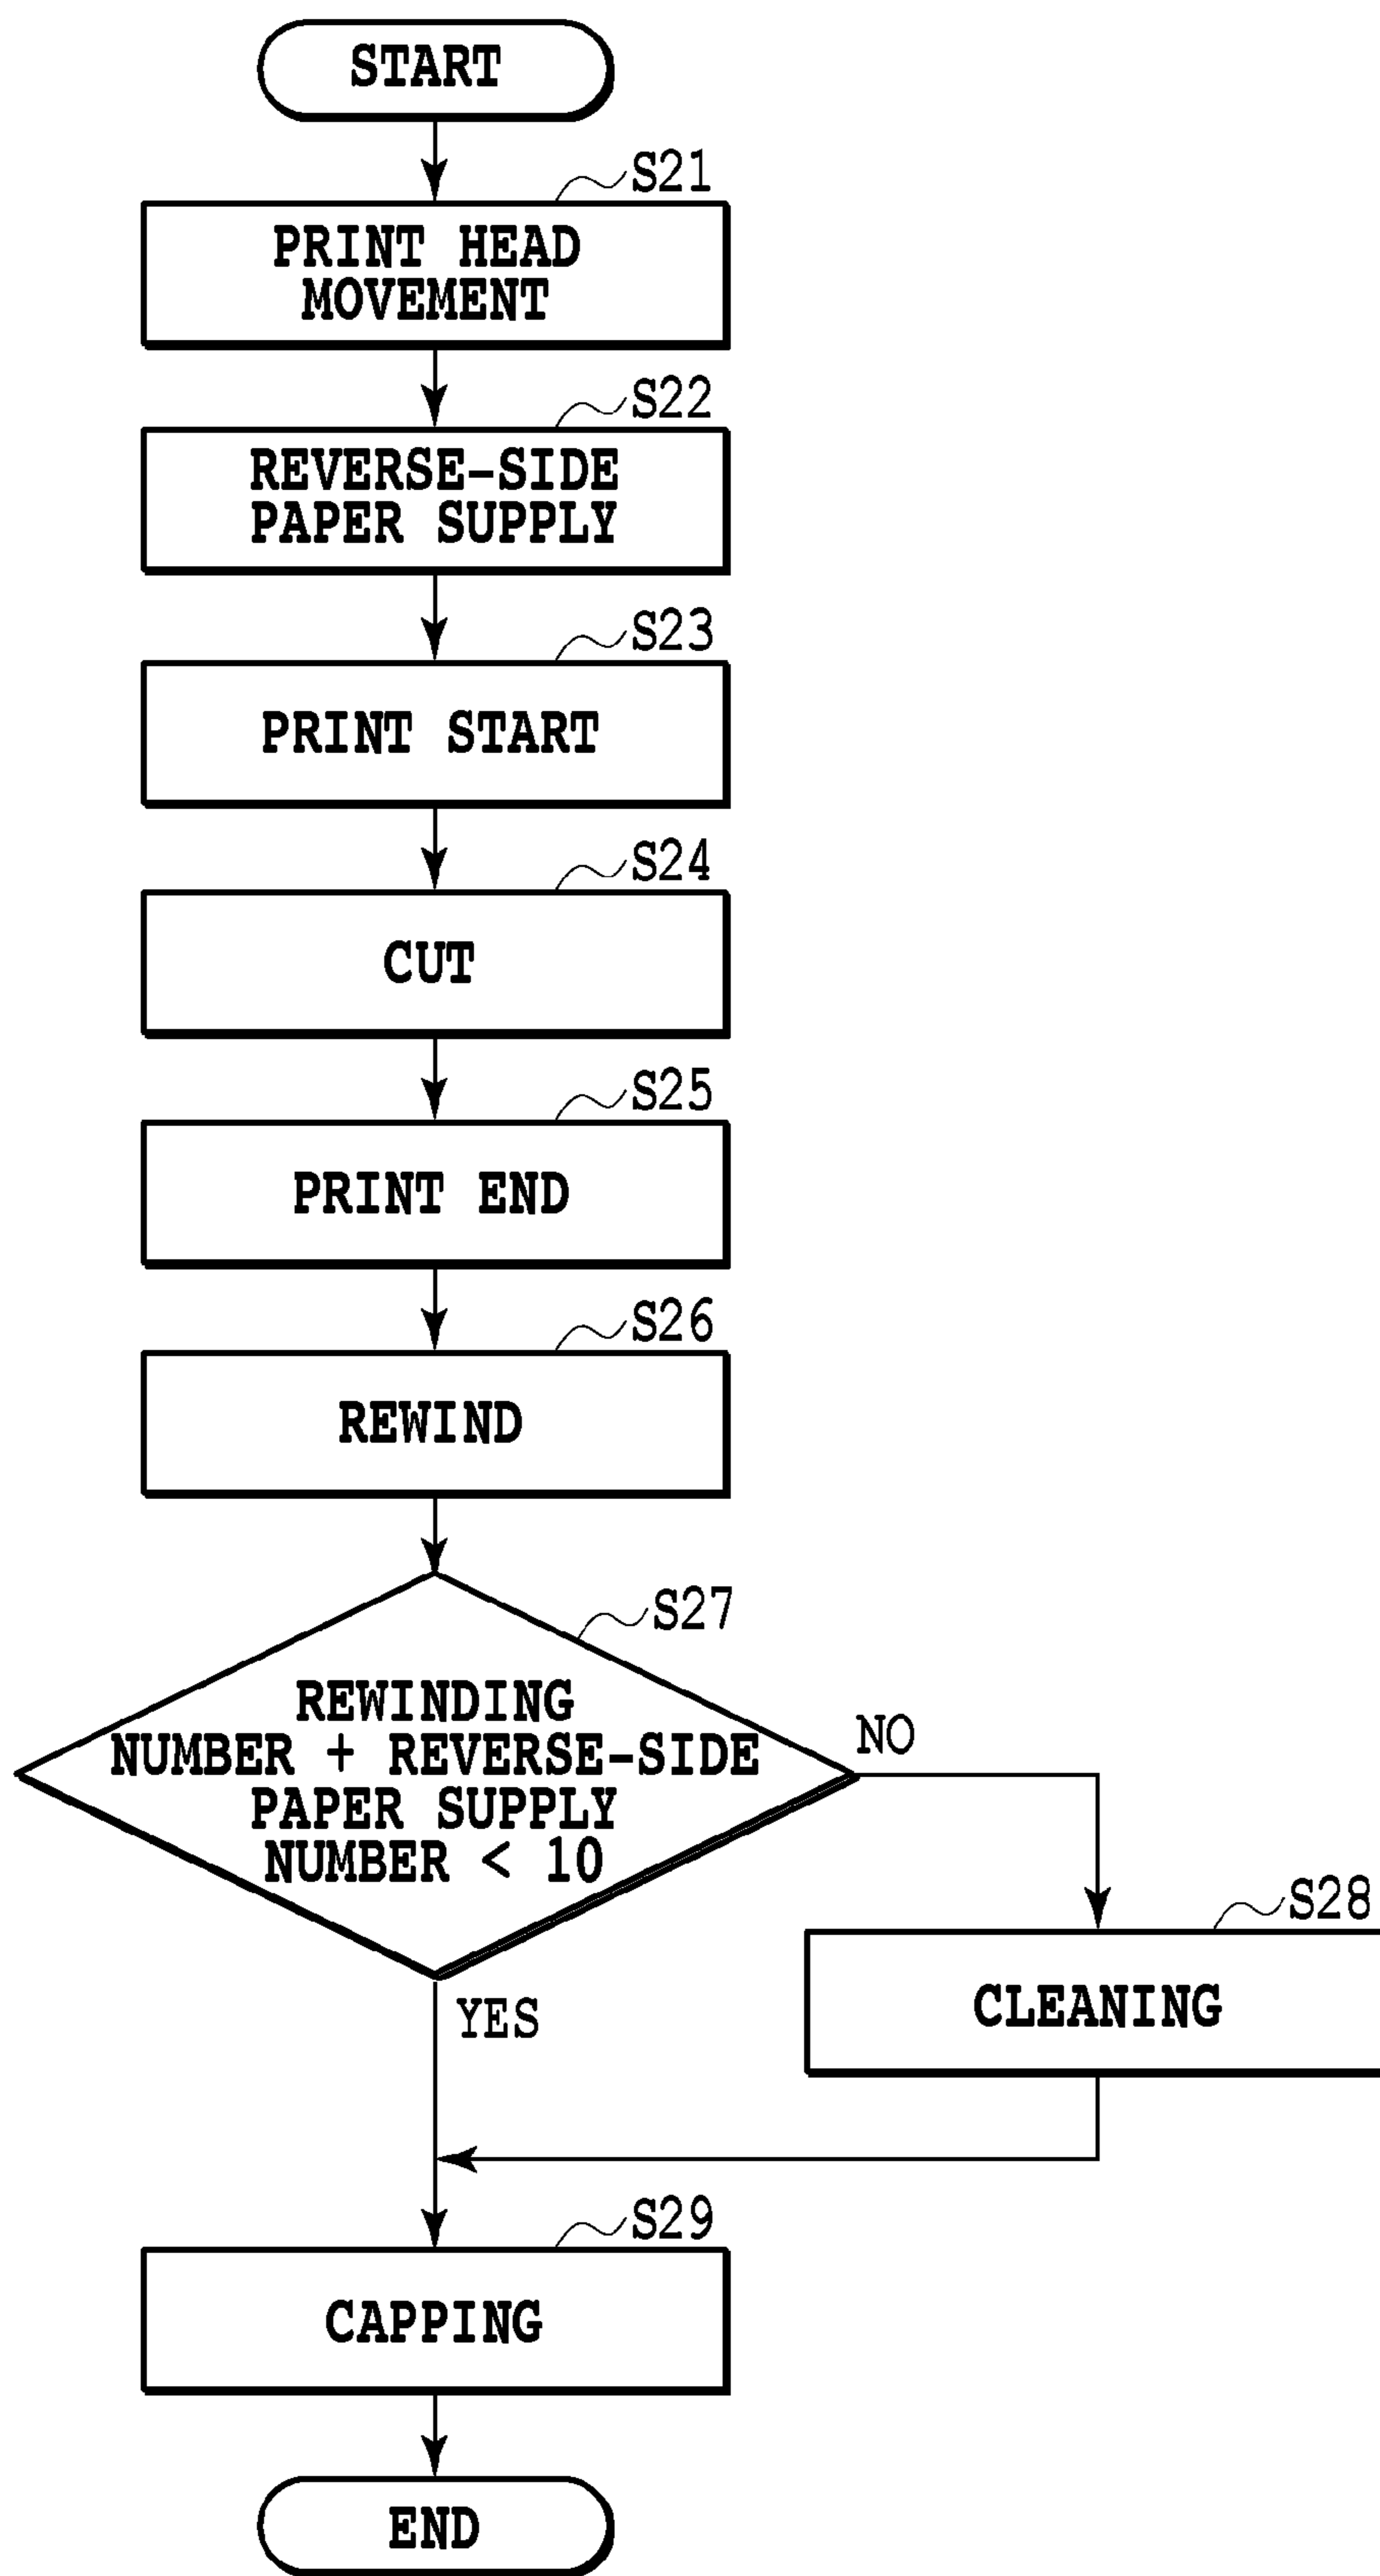 START
S21
PRINT HEAD
MOVEMENT
S22
REVERSE-SIDE
PAPER SUPPLY
S23
PRINT START
S24
CUT
S25
PRINT END
S26
REWIND
S27
REWINDING
NUMBER + REVERSE-SIDE
PAPER SUPPLY
NUMBER < 10
NO
S28
CLEANING
YES
S29
CAPPING
END